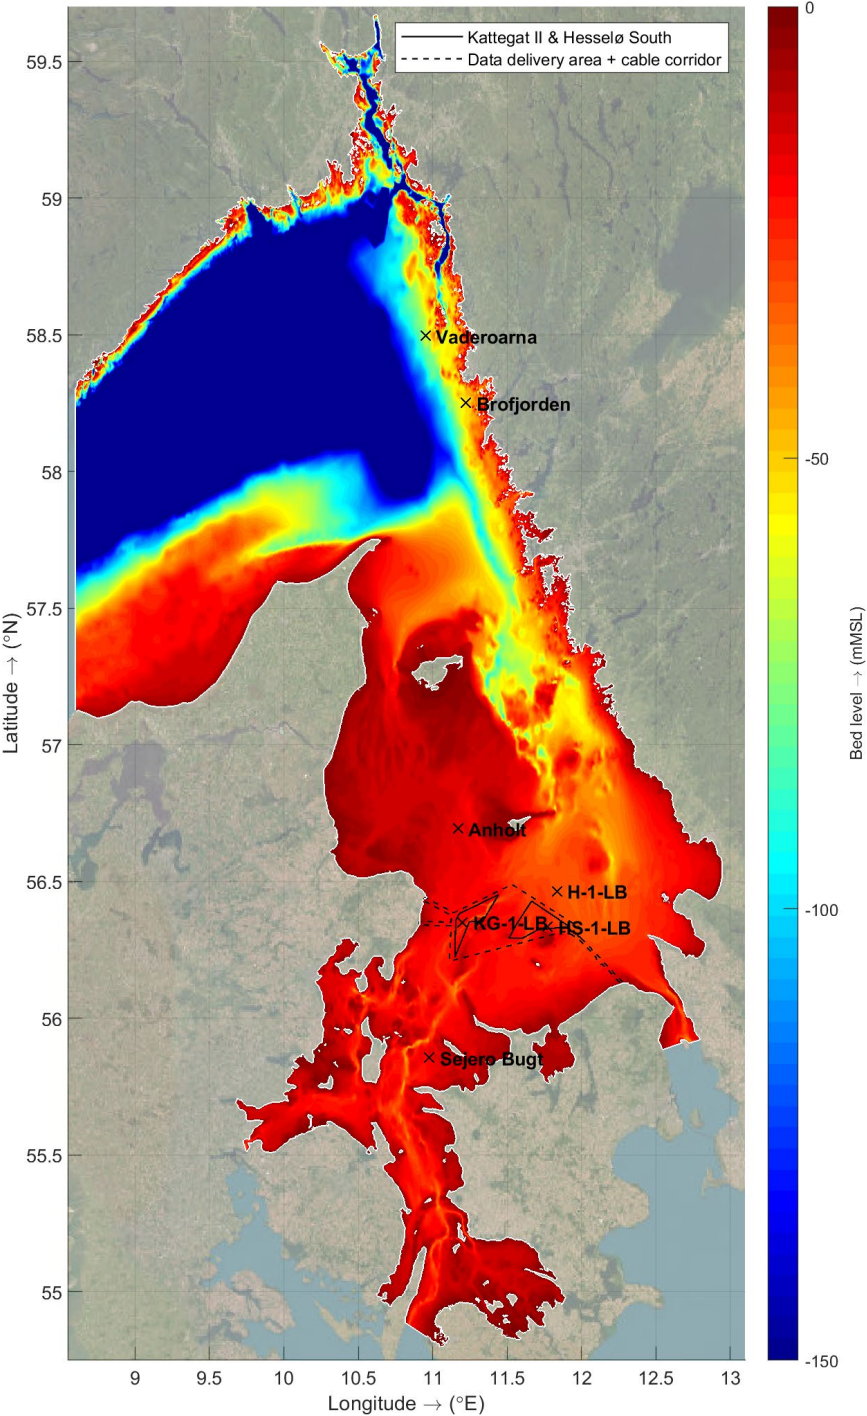 Kattegat II & Hesselø South
Data delivery area + cable corridor
0
-50
-100
-150
Bed level → (mMSL)
59.5
59
58.5
58
57.5
57
56.5
56
55.5
55
Latitude → (°N)
Vaderoarna
Brofjorden
Anholt
H-1-LB
KG-1-LB
HS-1-LB
Sejero Bugt
9
9.5
10
10.5
11
11.5
12
12.5
13
Longitude → (°E)